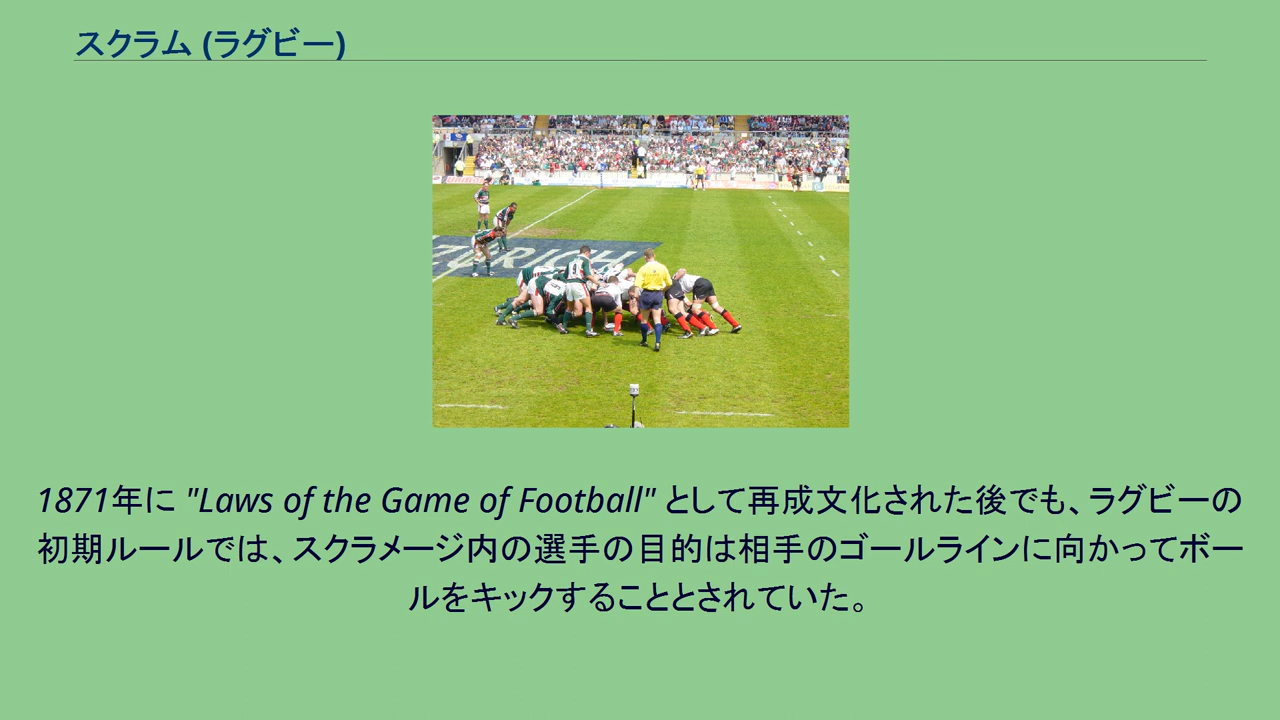 スクラム (ラグビー)
ZURICH
9
1871年に "Laws of the Game of Football" として再成文化された後でも、ラグビーの
初期ルールでは、スクラメージ内の選手の目的は相手のゴールラインに向かってボー
ルをキックすることとされていた。